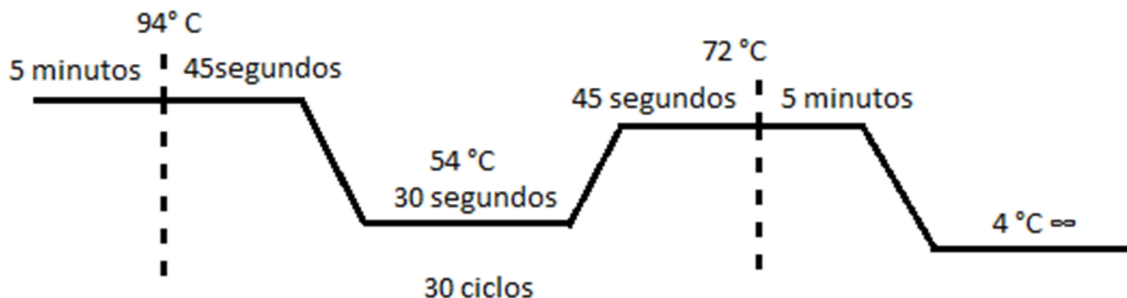 94° C
5 minutos
45segundos
54 °C
30 segundos
72 °C
45 segundos
5 minutos
4 °C ∞
30 ciclos